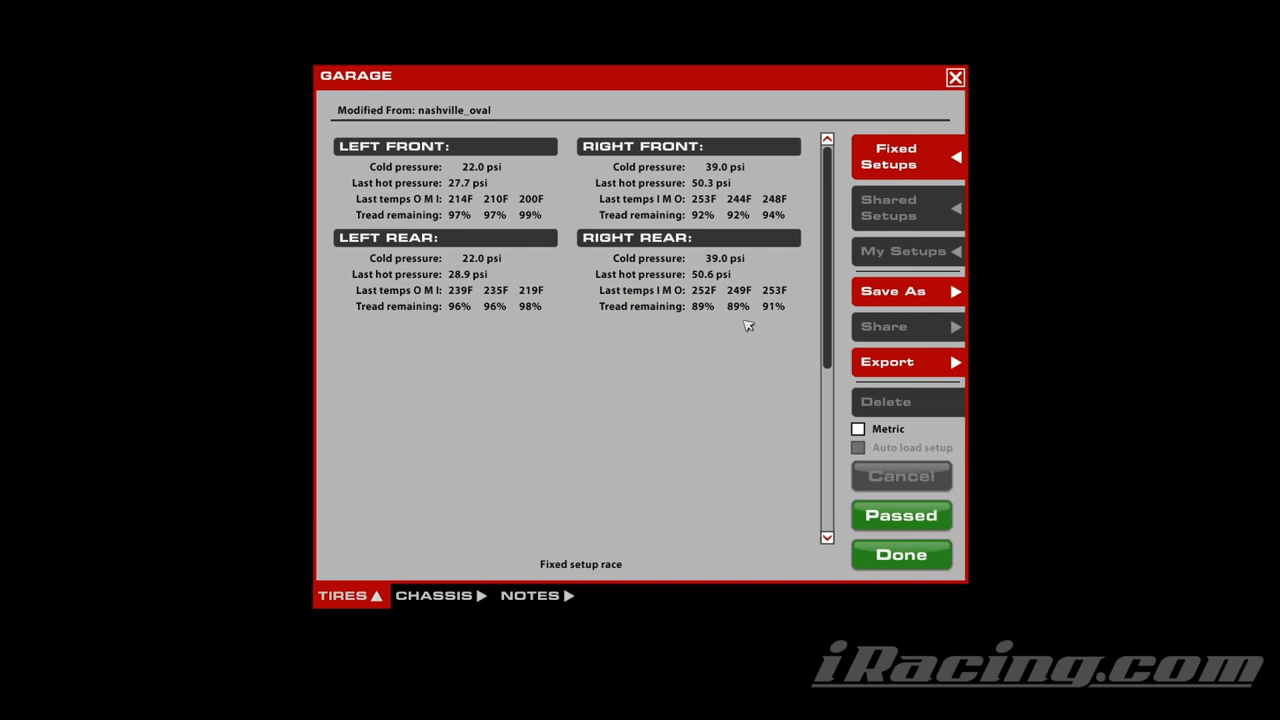 GARAGE
Modified From: nashville_oval
LEFT FRONT:
Cold pressure: 22.0 psi
Last hot pressure: 27.7 psi
Last temps O M I: 214F 210F 200F
Tread remaining: 97% 97% 99%
RIGHT FRONT:
Cold pressure: 39.0 psi
Last hot pressure: 50.3 psi
Last temps I M O: 253F 244F 248F
Tread remaining: 92% 92% 94%
LEFT REAR:
Cold pressure: 22.0 psi
Last hot pressure: 28.9 psi
Last temps O M I: 239F 235F 219F
Tread remaining: 96% 96% 98%
RIGHT REAR:
Cold pressure: 39.0 psi
Last hot pressure: 50.6 psi
Last temps I M O: 252F 249F 253F
Tread remaining: 89% 89% 91%
Fixed setup race
Fixed
Setups
Shared
Setups
My Setups
Save As
Share
Export
Delete
Metric
Auto load setup
Cancel
Passed
Done
TIRES CHASSIS NOTES
iRacing.com